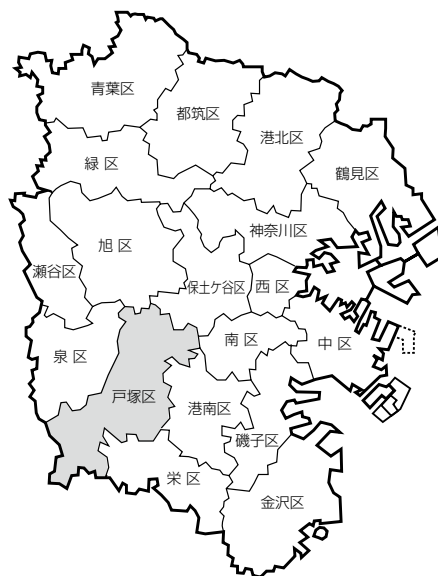 青葉区
都筑区
港北区
緑 区
鶴見区
神奈川区
旭 区
瀬谷区
保土ケ谷区
西 区
泉 区
南 区
中 区
戸塚区
港南区
磯子区
栄 区
金沢区